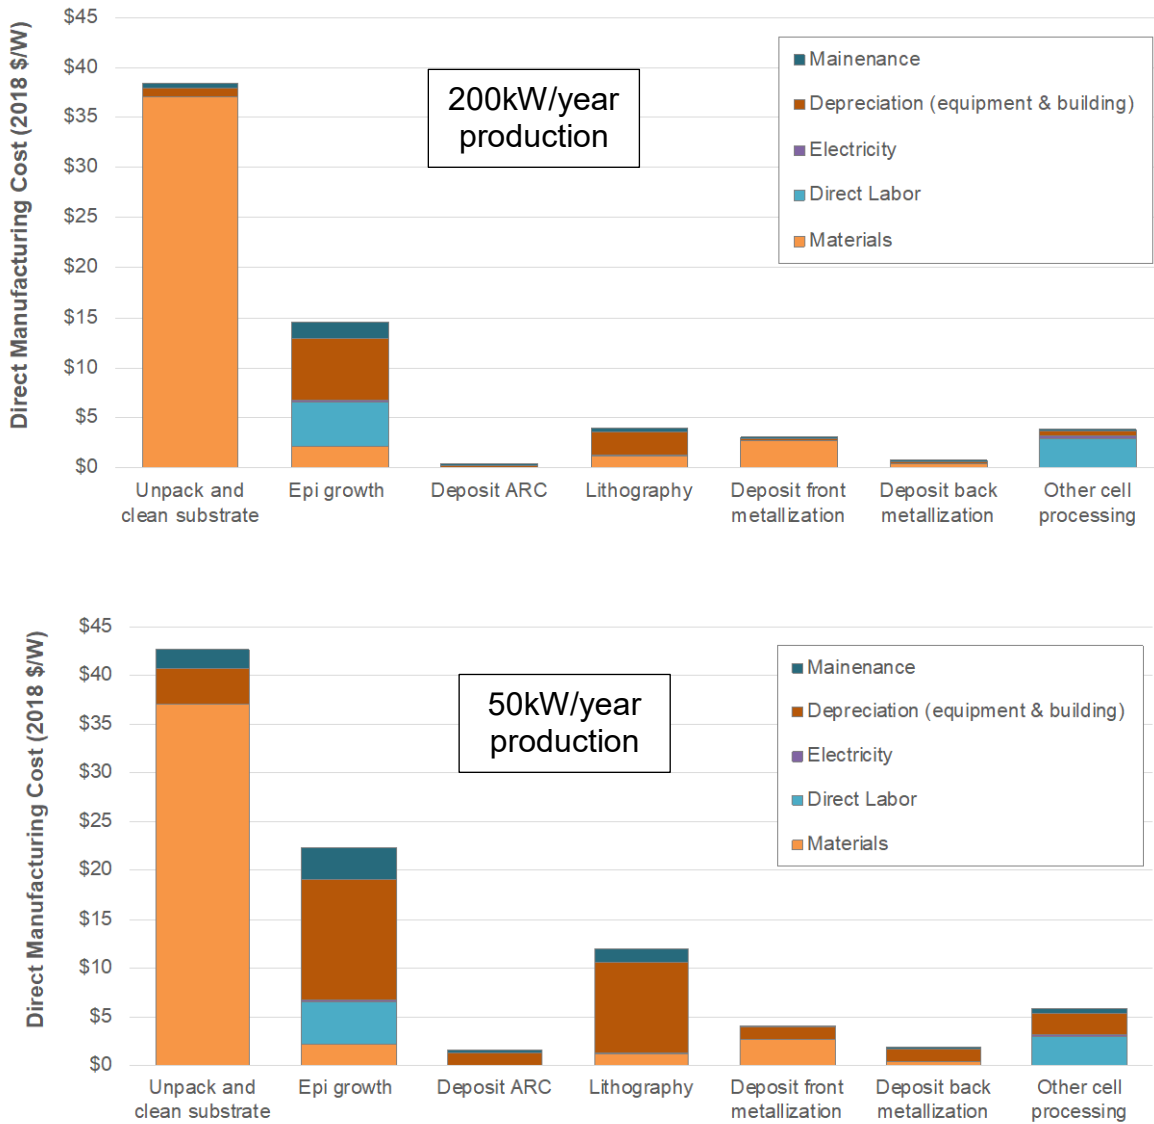 Direct Manufacturing Cost (2018 $/W)
$45
$40
$35
$30
$25
$20
$15
$10
$5
$0
200kW/year
production
Mainenance
Depreciation (equipment & building)
Electricity
Direct Labor
Materials
Unpack and
clean substrate
Epi growth
Deposit ARC
Lithography
Deposit front
metallization
Deposit back
metallization
Other cell
processing
Direct Manufacturing Cost (2018 $/W)
$45
$40
$35
$30
$25
$20
$15
$10
$5
$0
50kW/year
production
Mainenance
Depreciation (equipment & building)
Electricity
Direct Labor
Materials
Unpack and
clean substrate
Epi growth
Deposit ARC
Lithography
Deposit front
metallization
Deposit back
metallization
Other cell
processing